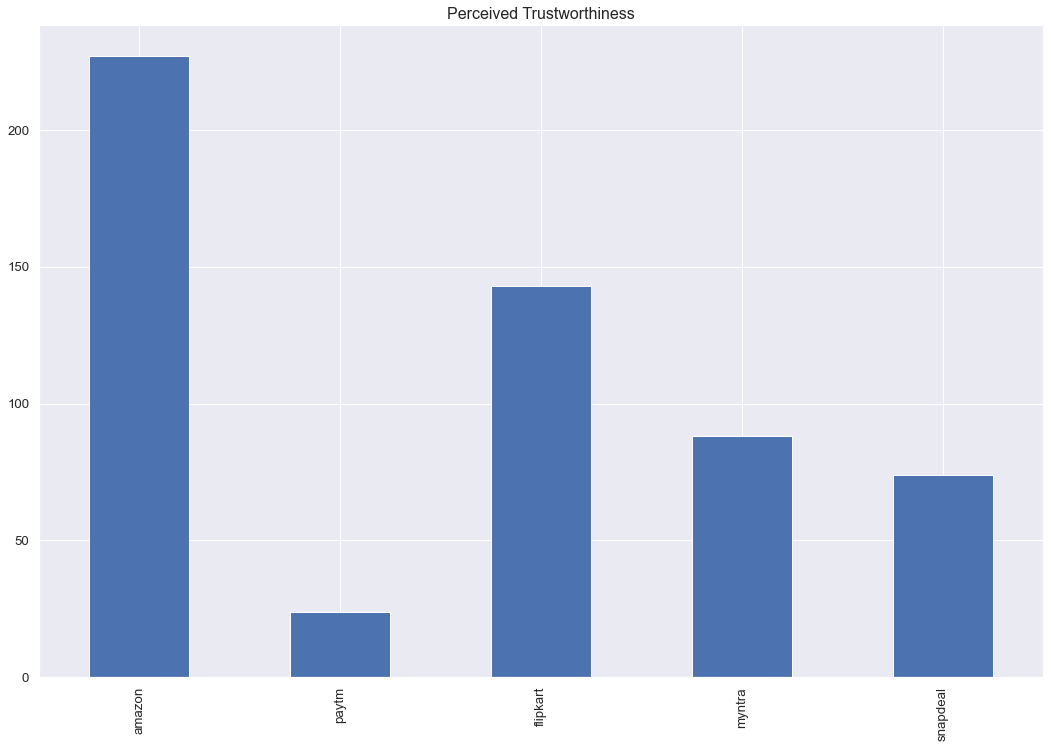 Perceived Trustworthiness
200
150
100
50
0
amazon
paytm
flipkart
myntra
snapdeal